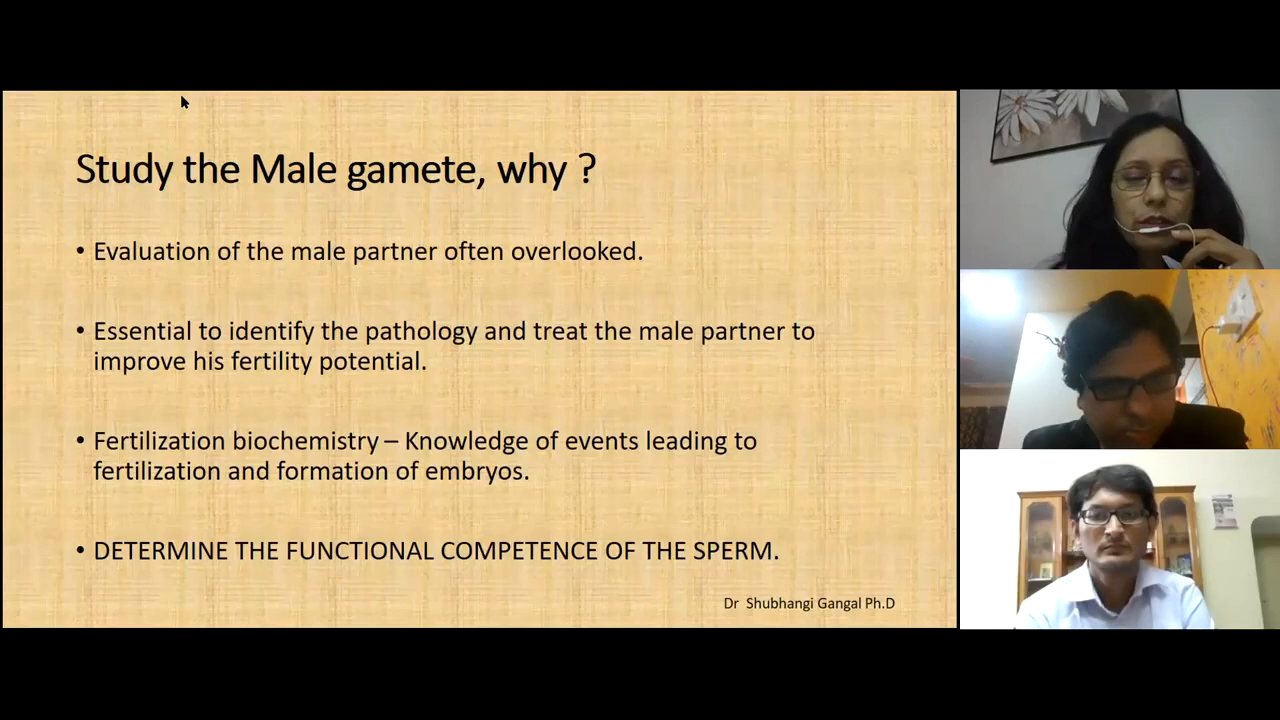 Study the Male gamete, why ?
• Evaluation of the male partner often overlooked.
• Essential to identify the pathology and treat the male partner to
improve his fertility potential.
• Fertilization biochemistry – Knowledge of events leading to
fertilization and formation of embryos.
• DETERMINE THE FUNCTIONAL COMPETENCE OF THE SPERM.
Dr Shubhangi Gangal Ph.D